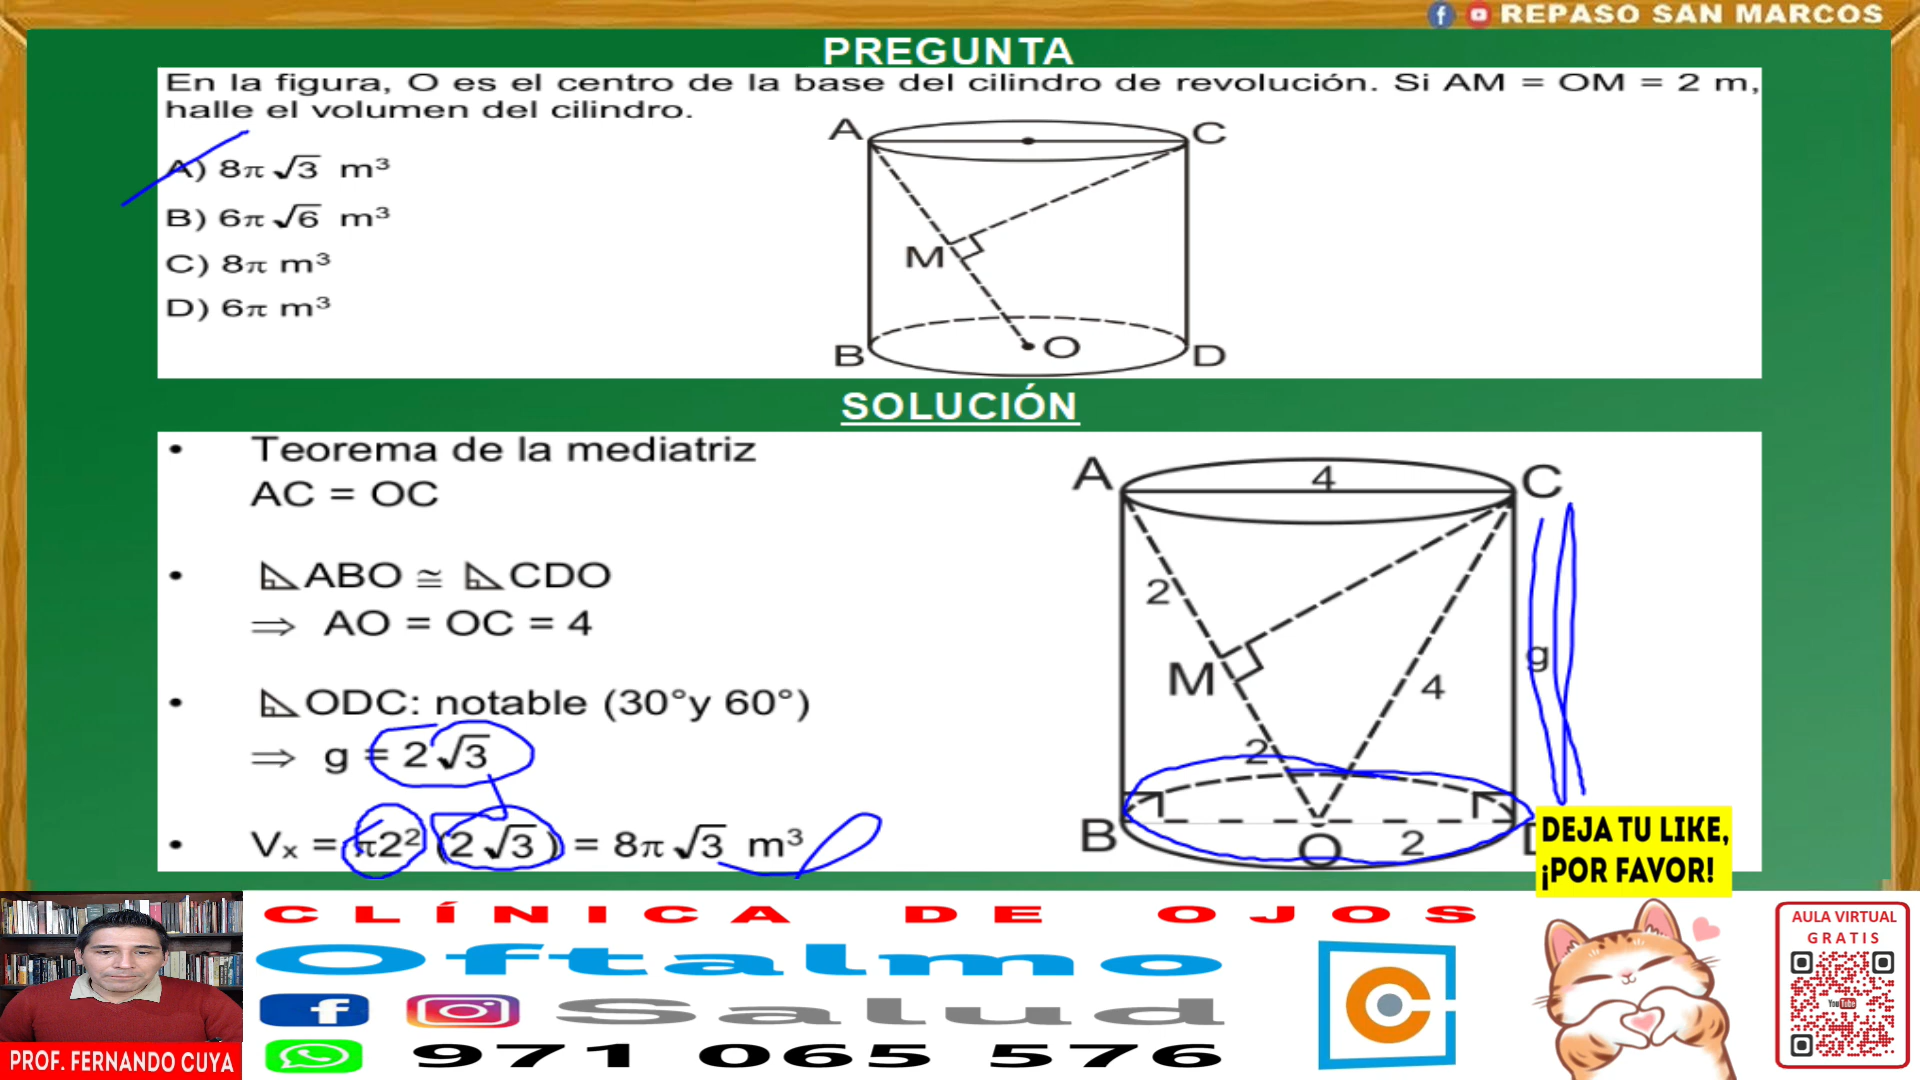 REPASO SAN MARCOS
PREGUNTA
En la figura, O es el centro de la base del cilindro de revolución. Si AM = OM = 2 m,
halle el volumen del cilindro.
A) 8π √3 m³
B) 6π √6 m³
C) 8π m³
D) 6π m³
A
C
M
B
O
D
SOLUCIÓN
• Teorema de la mediatriz
AC = OC
• ⊿ABO ≅ ⊿CDO
⇒ AO = OC = 4
• ⊿ODC: notable (30°y 60°)
⇒ g = 2√3
• Vₓ = π2² (2√3) = 8π√3 m³
A
4
C
2
g
M
4
2
B
O
2
DEJA TU LIKE,
¡POR FAVOR!
CLÍNICA DE OJOS
Oftalmo
Salud
971 065 576
PROF. FERNANDO CUYA
AULA VIRTUAL
GRATIS
YouTube